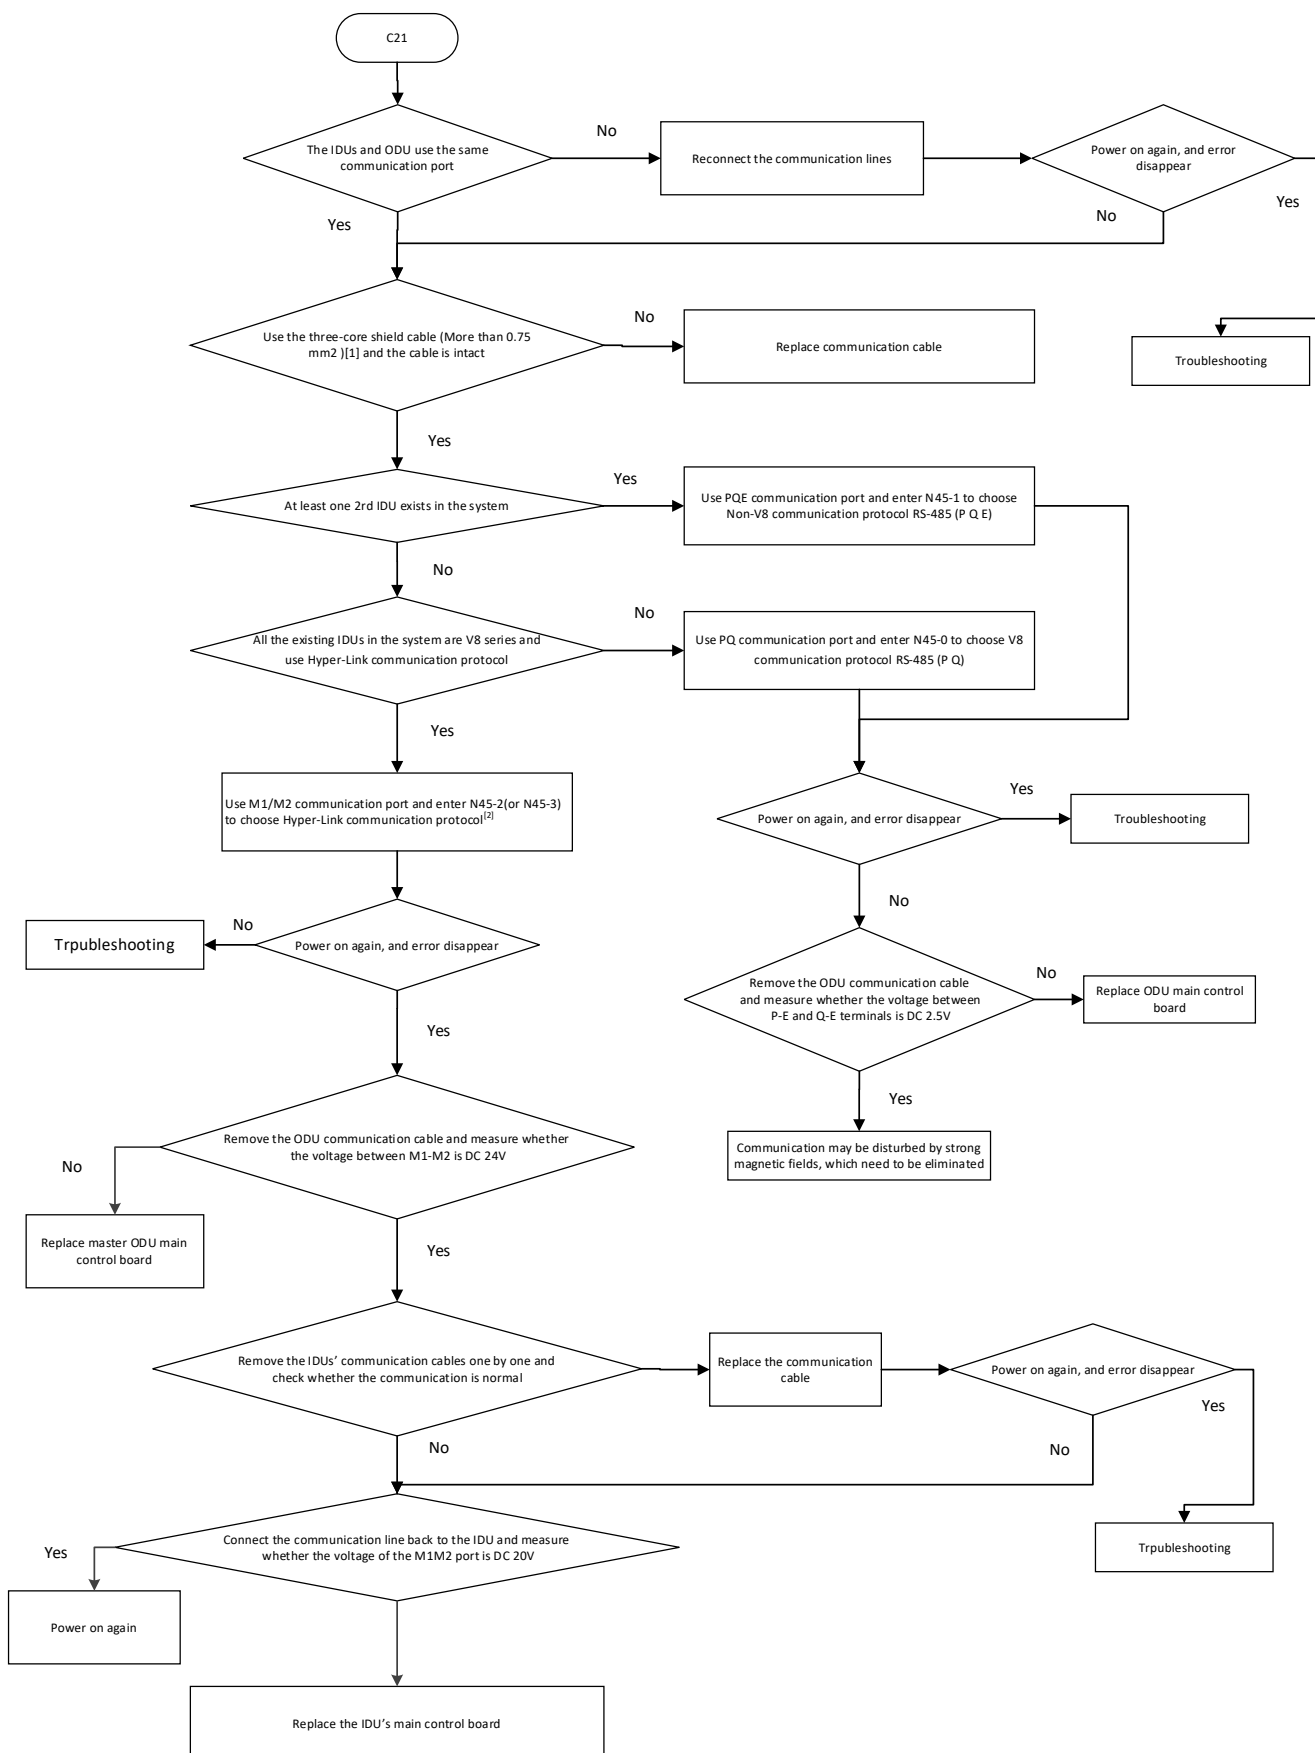 C21
The IDUs and ODU use the same
communication port
No
Reconnect the communication lines
Power on again, and error
disappear
Yes
No
Yes
Use the three-core shield cable (More than 0.75
mm2 )[1] and the cable is intact
No
Replace communication cable
Troubleshooting
Yes
At least one 2rd IDU exists in the system
Yes
Use PQE communication port and enter N45-1 to choose
Non-V8 communication protocol RS-485 (P Q E)
No
All the existing IDUs in the system are V8 series and
use Hyper-Link communication protocol
No
Use PQ communication port and enter N45-0 to choose V8
communication protocol RS-485 (P Q)
Yes
Use M1/M2 communication port and enter N45-2(or N45-3)
to choose Hyper-Link communication protocol[2]
Power on again, and error disappear
Yes
Troubleshooting
No
Trpubleshooting
No
Power on again, and error disappear
Yes
Remove the ODU communication cable
and measure whether the voltage between
P-E and Q-E terminals is DC 2.5V
No
Replace ODU main control
board
Yes
Communication may be disturbed by strong
magnetic fields, which need to be eliminated
Remove the ODU communication cable and measure whether
the voltage between M1-M2 is DC 24V
No
Replace master ODU main
control board
Yes
Remove the IDUs’ communication cables one by one and
check whether the communication is normal
Replace the communication
cable
Power on again, and error disappear
Yes
No
No
Trpubleshooting
Connect the communication line back to the IDU and measure
whether the voltage of the M1M2 port is DC 20V
Yes
Power on again
Replace the IDU’s main control board